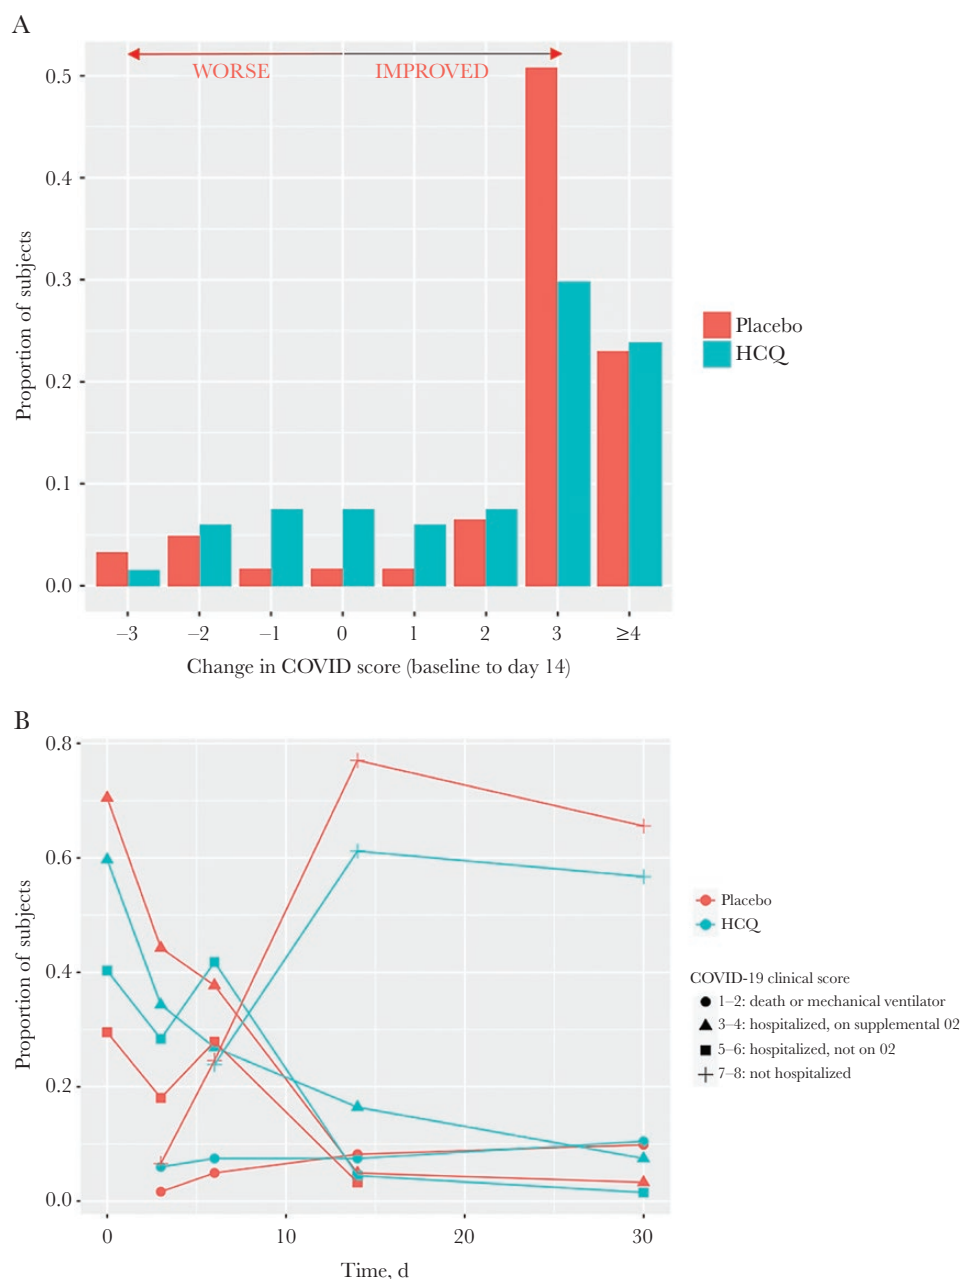 A
WORSE IMPROVED
0.5
0.4
0.3
0.2
0.1
0.0
Proportion of subjects
–3 –2 –1 0 1 2 3 ≥4
Change in COVID score (baseline to day 14)
Placebo
HCQ
B
0.8
0.6
0.4
0.2
0.0
Proportion of subjects
0 10 20 30
Time, d
Placebo
HCQ
COVID-19 clinical score
1–2: death or mechanical ventilator
3–4: hospitalized, on supplemental 02
5–6: hospitalized, not on 02
7–8: not hospitalized